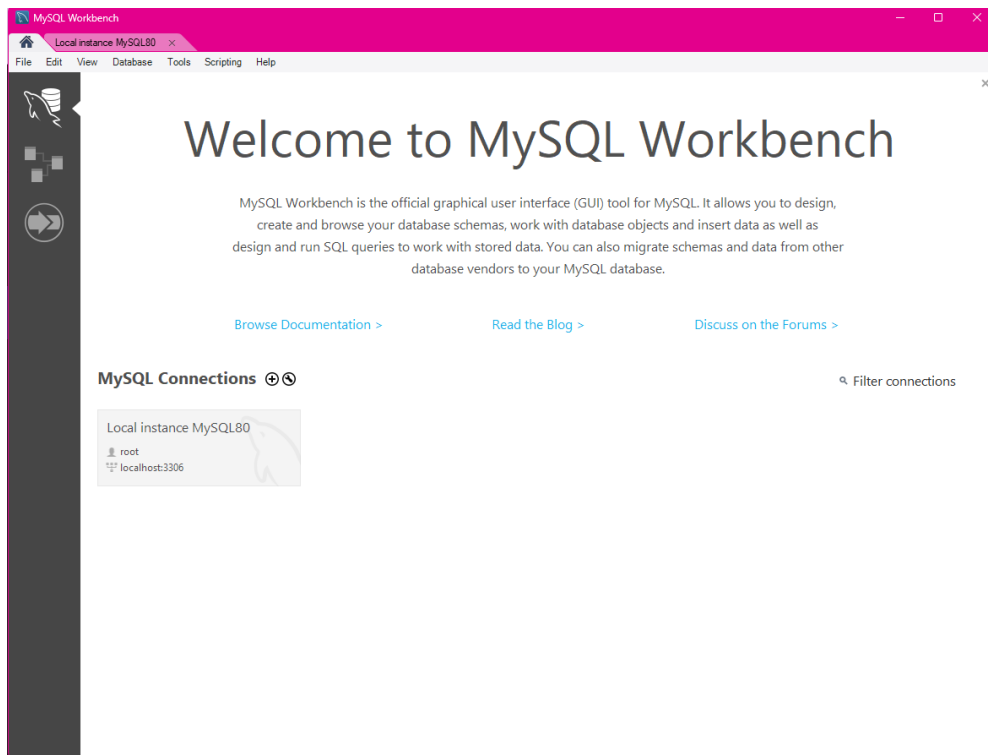 MySQL Workbench
Local instance MySQL80
File Edit View Database Tools Scripting Help
Welcome to MySQL Workbench
MySQL Workbench is the official graphical user interface (GUI) tool for MySQL. It allows you to design,
create and browse your database schemas, work with database objects and insert data as well as
design and run SQL queries to work with stored data. You can also migrate schemas and data from other
database vendors to your MySQL database.
Browse Documentation > Read the Blog > Discuss on the Forums >
MySQL Connections
Filter connections
Local instance MySQL80
root
localhost:3306